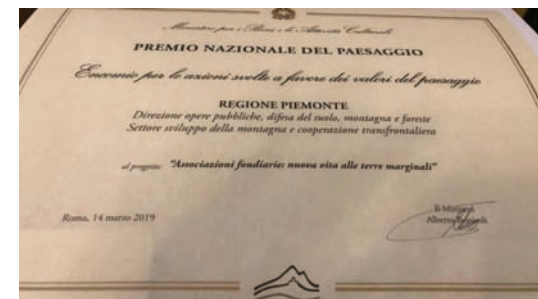 Ministero per i Beni e le Attività Culturali
PREMIO NAZIONALE DEL PAESAGGIO
Encomio per le azioni svolte a favore dei valori del paesaggio
REGIONE PIEMONTE
Direzione opere pubbliche, difesa del suolo, montagna e foreste
Settore sviluppo della montagna e cooperazione transfrontaliera
al progetto: "Associazioni fondiarie: nuova vita alle terre marginali"
Roma, 14 marzo 2019
Il Ministro
Alberto Bonisoli